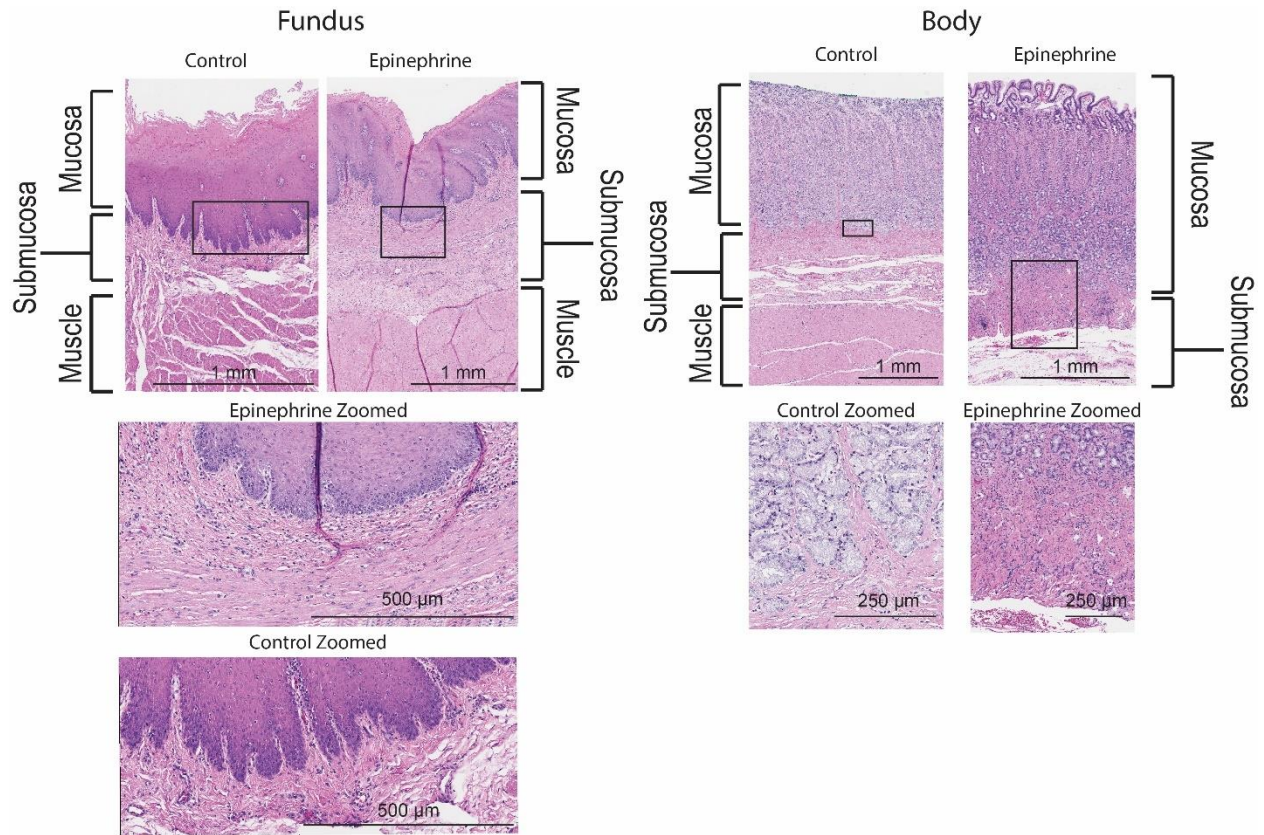 Fundus
Control
Epinephrine
Mucosa
Submucosa
Muscle
Mucosa
Submucosa
Muscle
1 mm
1 mm
Epinephrine Zoomed
500 µm
Control Zoomed
500 µm
Body
Control
Epinephrine
Mucosa
Submucosa
Muscle
Mucosa
Submucosa
1 mm
1 mm
Control Zoomed
Epinephrine Zoomed
250 µm
250 µm